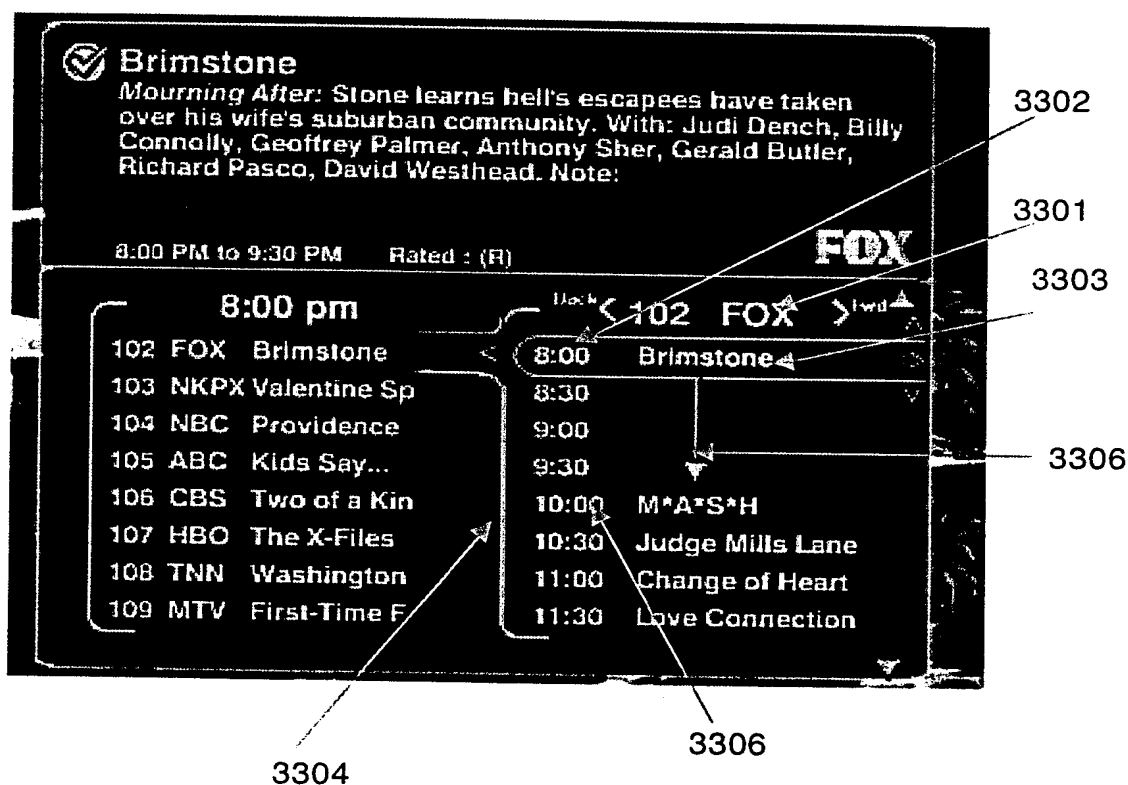 Brimstone
Mourning After: Stone learns hell's escapees have taken
over his wife's suburban community. With: Judi Dench, Billy
Connolly, Geoffrey Palmer, Anthony Sher, Gerald Butler,
Richard Pasco, David Westhead. Note:
8:00 PM to 9:30 PM Rated : (R)
FOX
8:00 pm
102 FOX Brimstone
103 NKPX Valentine Sp
104 NBC Providence
105 ABC Kids Say...
106 CBS Two of a Kin
107 HBO The X-Files
108 TNN Washington
109 MTV First-Time F
Back < 102 FOX > Fwd
8:00 Brimstone
8:30
9:00
9:30
10:00 M*A*S*H
10:30 Judge Mills Lane
11:00 Change of Heart
11:30 Love Connection
3302
3301
3303
3306
3306
3304